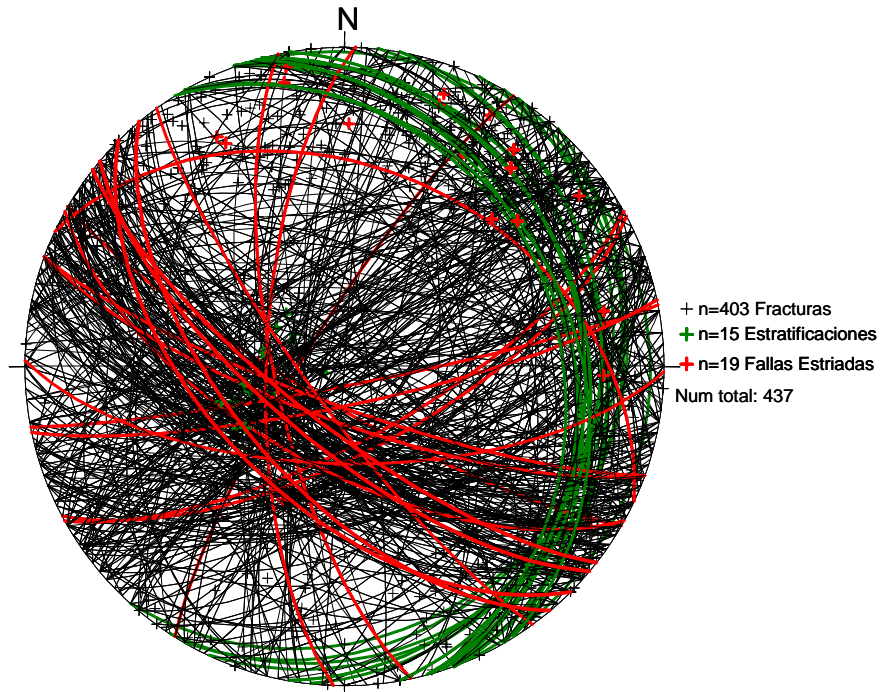 N
n=403 Fracturas
n=15 Estratificaciones
n=19 Fallas Estriadas
Num total: 437